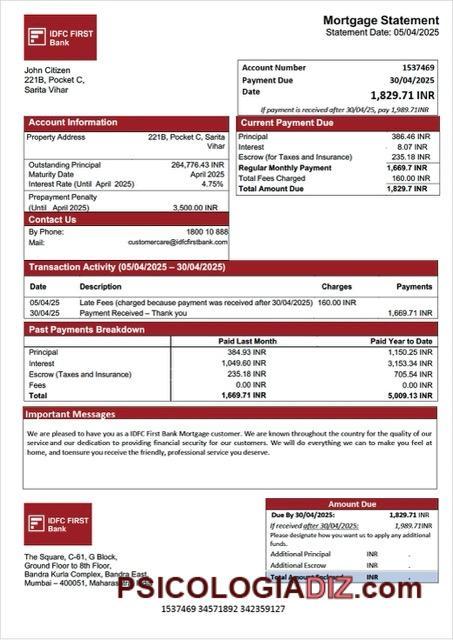 IDFC FIRST
Bank
Mortgage Statement
Statement Date: 05/04/2025
John Citizen
221B, Pocket C,
Sarita Vihar
Account Number 1537469
Payment Due 30/04/2025
Date 1,829.71 INR
If payment is received after 30/04/25, pay 1,989.71INR
Account Information
Property Address 221B, Pocket C, Sarita
Vihar
Outstanding Principal 264,776.43 INR
Maturity Date April 2025
Interest Rate (Until April 2025) 4.75%
Prepayment Penalty
(Until April 2025) 3,500.00 INR
Contact Us
By Phone: 1800 10 888
Mail: customercare@idfcfirstbank.com
Current Payment Due
Principal 386.46 INR
Interest 8.07 INR
Escrow (for Taxes and Insurance) 235.18 INR
Regular Monthly Payment 1,669.7 INR
Total Fees Charged 160.00 INR
Total Amount Due 1,829.7 INR
Transaction Activity (05/04/2025 – 30/04/2025)
Date Description Charges Payments
05/04/25 Late Fees (charged because payment was received after 30/04/2025) 160.00 INR
30/04/25 Payment Received – Thank you 1,669.71 INR
Past Payments Breakdown
Paid Last Month Paid Year to Date
Principal 384.93 INR 1,150.25 INR
Interest 1,049.60 INR 3,153.34 INR
Escrow (Taxes and Insurance) 235.18 INR 705.54 INR
Fees 0.00 INR 0.00 INR
Total 1,669.71 INR 5,009.13 INR
Important Messages
We are pleased to have you as a IDFC First Bank Mortgage customer. We are known throughout the country for the quality of our
service and our dedication to providing financial security for our customers. We will do everything we can to make you feel at
home, and toensure you receive the friendly, professional service you deserve.
IDFC FIRST
Bank
The Square, C-61, G Block,
Ground Floor to 8th Floor,
Bandra Kurla Complex, Bandra East,
Mumbai – 400051, Maharashtra
Amount Due
Due By 30/04/2025: 1,829.71 INR
If received after 30/04/2025: 1,989.71INR
Please designate how you want us to apply any additional
funds.
Additional Principal INR .
Additional Escrow INR .
Total Amount Enclosed INR .
PSICOLOGIADIZ.com
1537469 34571892 342359127